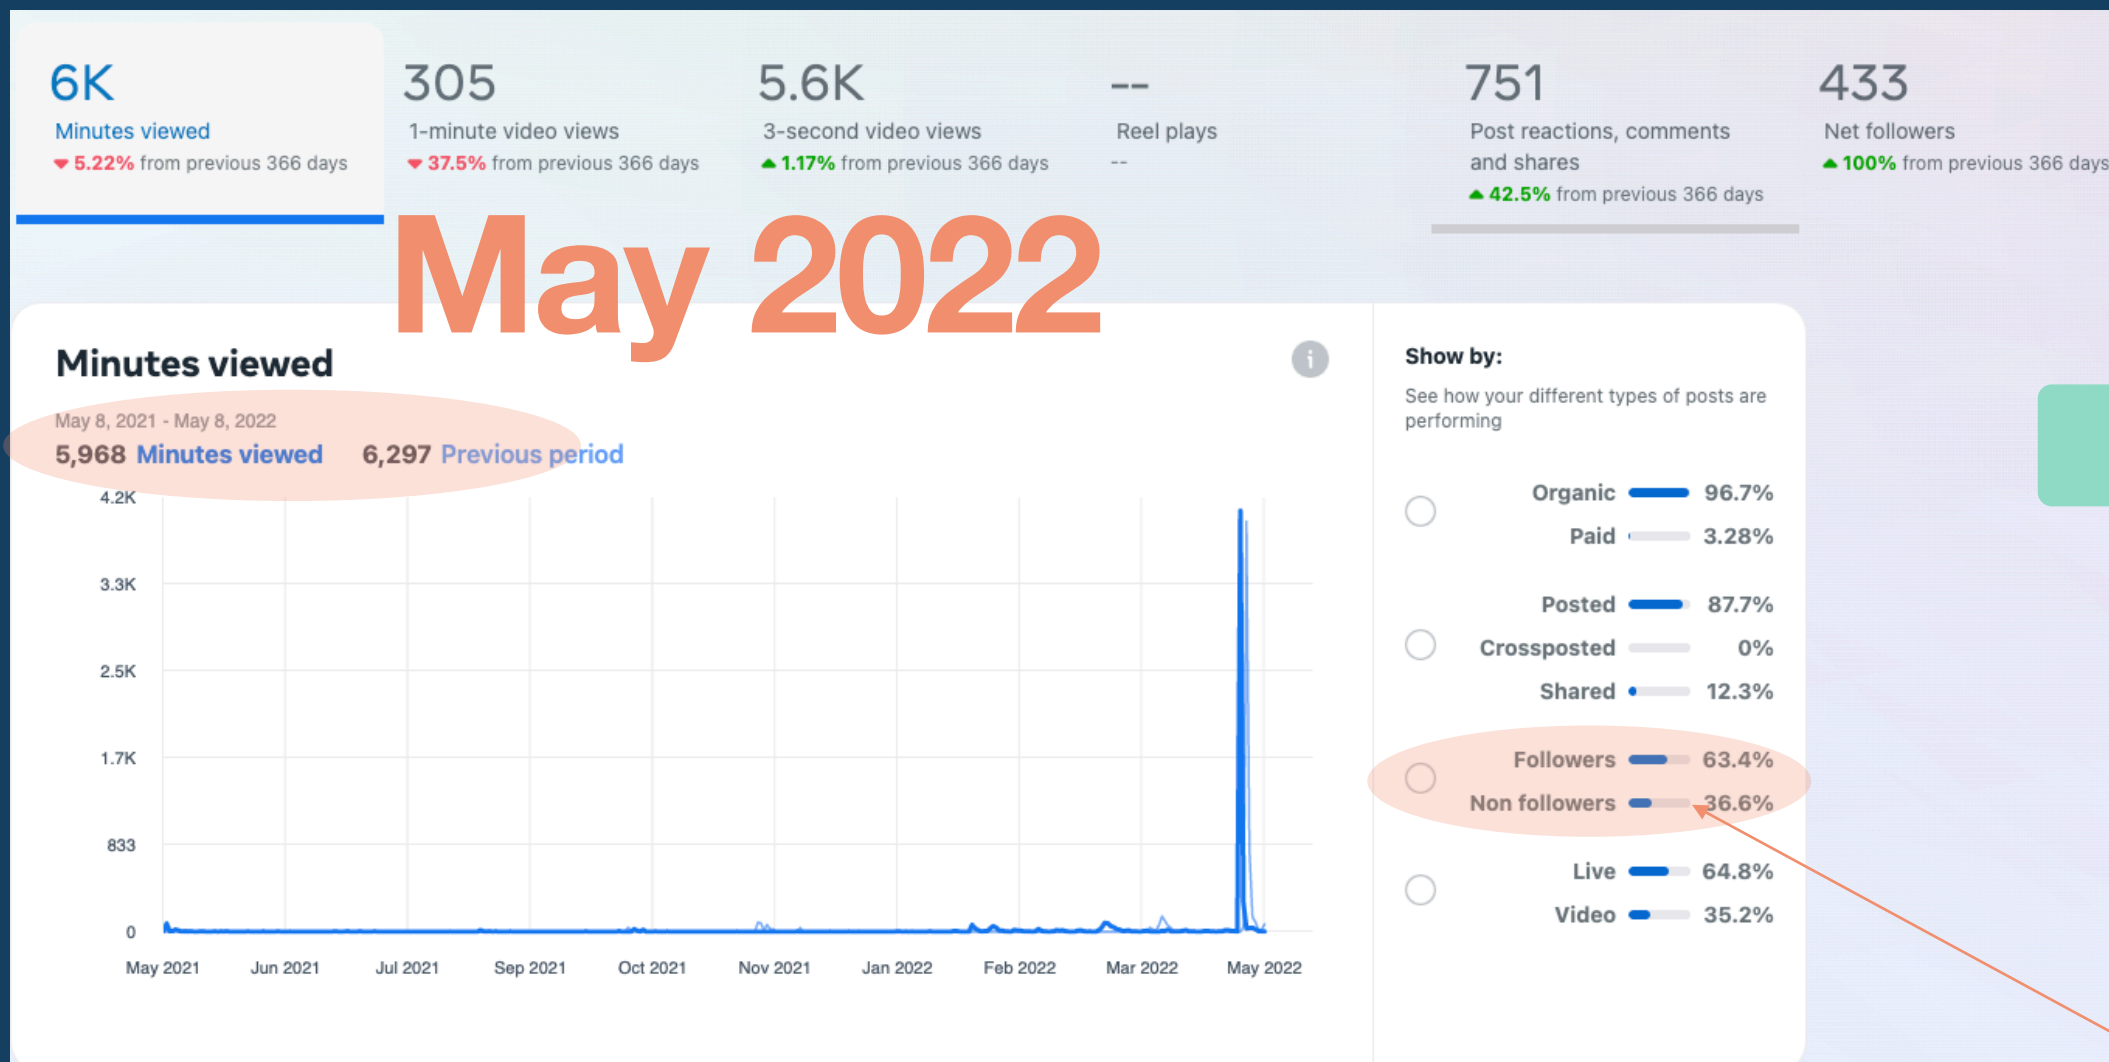 6K
Minutes viewed
5.22% from previous 366 days
305
1-minute video views
37.5% from previous 366 days
5.6K
3-second video views
1.17% from previous 366 days
--
Reel plays
--
751
Post reactions, comments
and shares
42.5% from previous 366 days
433
Net followers
100% from previous 366 days
May 2022
Minutes viewed
i
May 8, 2021 - May 8, 2022
5,968 Minutes viewed 6,297 Previous period
4.2K
3.3K
2.5K
1.7K
833
0
May 2021 Jun 2021 Jul 2021 Sep 2021 Oct 2021 Nov 2021 Jan 2022 Feb 2022 Mar 2022 May 2022
Show by:
See how your different types of posts are
performing
Organic 96.7%
Paid 3.28%
Posted 87.7%
Crossposted 0%
Shared 12.3%
Followers 63.4%
Non followers 36.6%
Live 64.8%
Video 35.2%